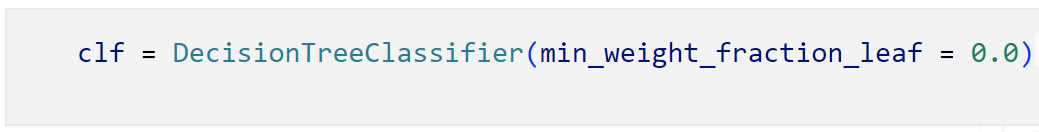 clf = DecisionTreeClassifier(min_weight_fraction_leaf = 0.0)